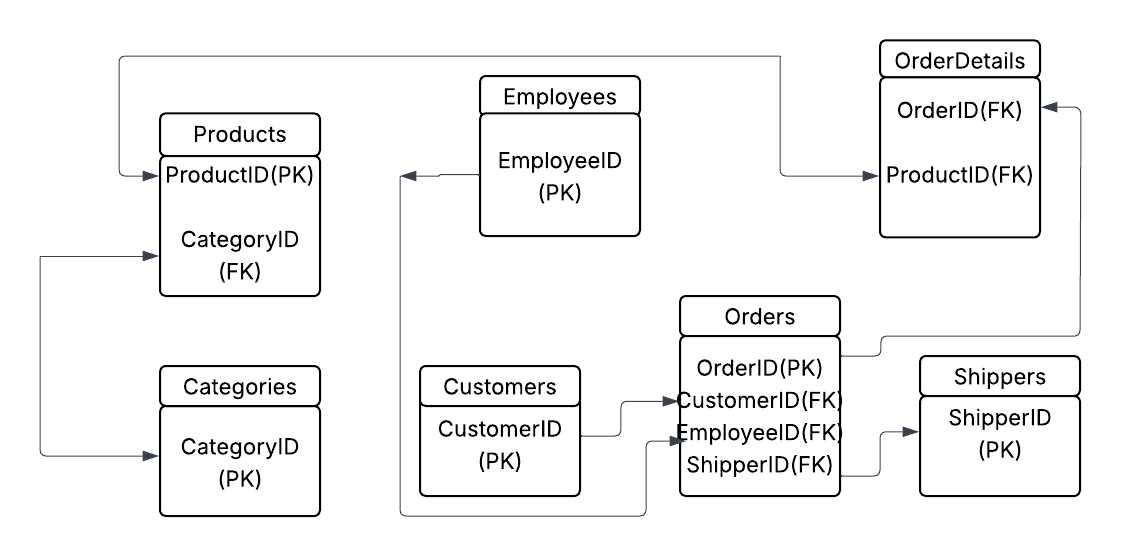 Products
ProductID(PK)
CategoryID
(FK)
Categories
CategoryID
(PK)
Employees
EmployeeID
(PK)
Customers
CustomerID
(PK)
OrderDetails
OrderID(FK)
ProductID(FK)
Orders
OrderID(PK)
CustomerID(FK)
EmployeeID(FK)
ShipperID(FK)
Shippers
ShipperID
(PK)